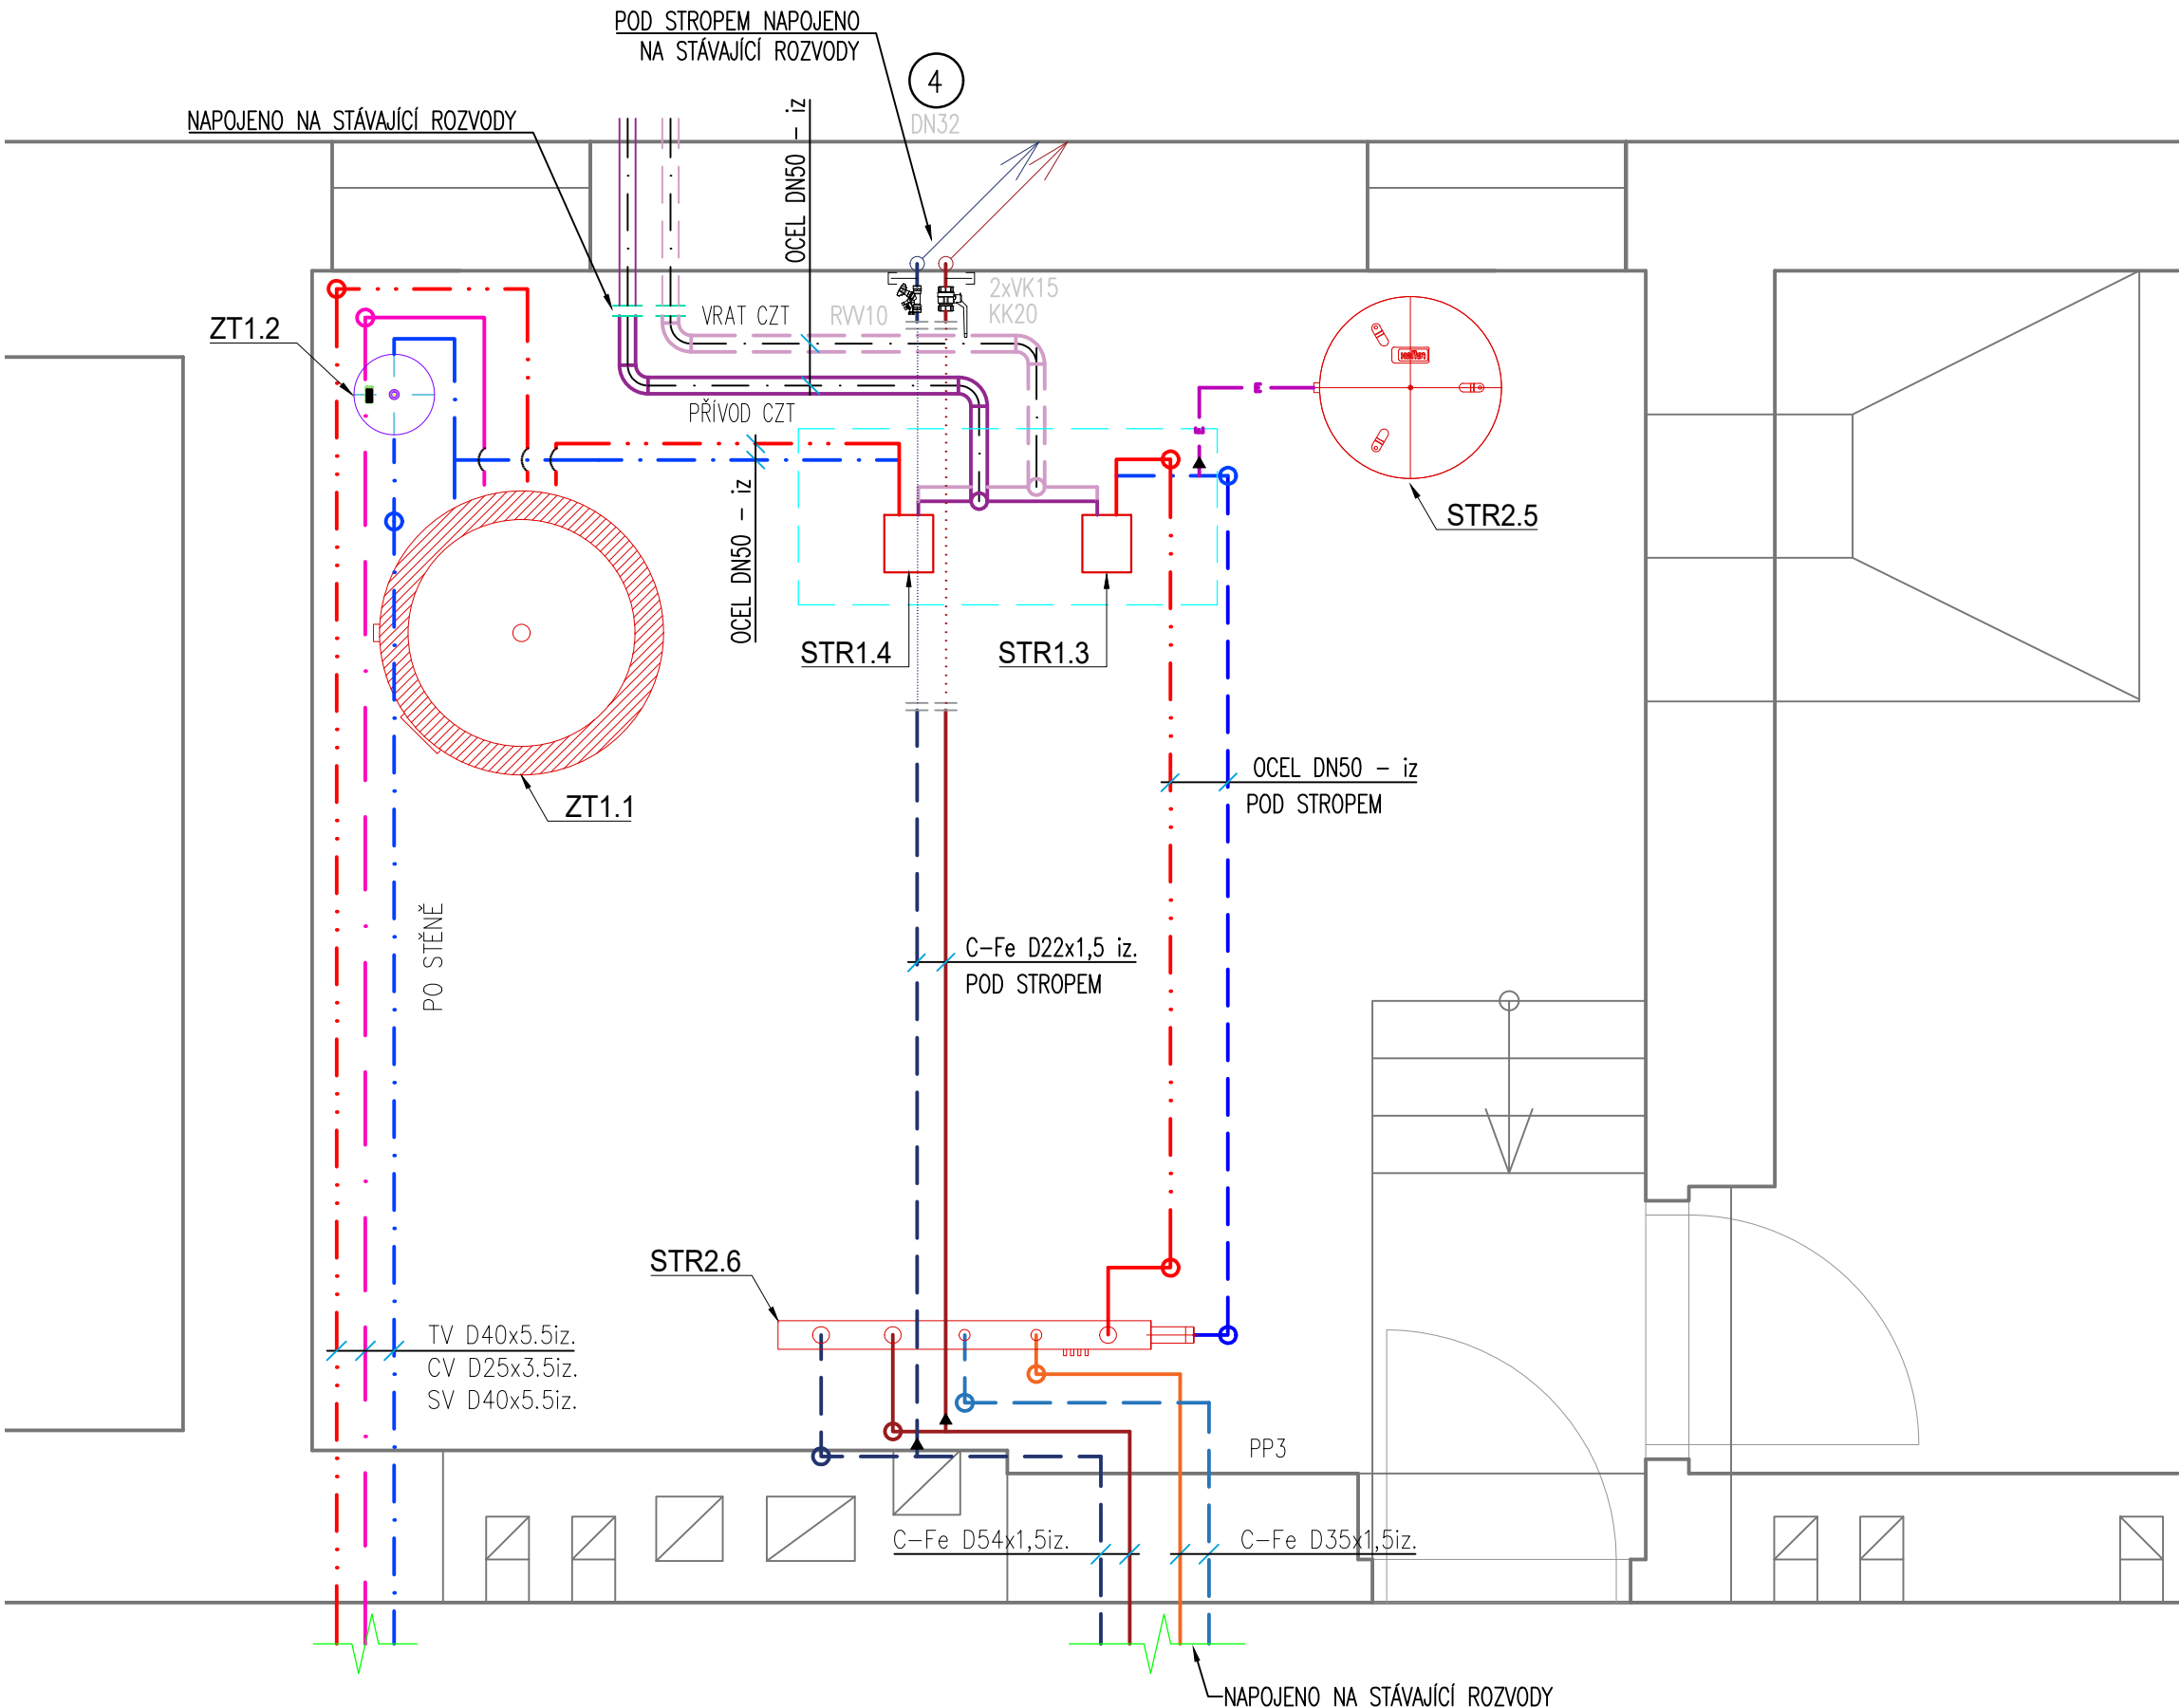 POD STROPEM NAPOJENO
NA STÁVAJÍCÍ ROZVODY
4
DN32
NAPOJENO NA STÁVAJÍCÍ ROZVODY
OCEL DN50 – iz
2xVK15
KK20
RVV10
VRAT CZT
ZT1.2
PŘÍVOD CZT
E
E
reflex
STR2.5
OCEL DN50 – iz
STR1.4
STR1.3
ZT1.1
OCEL DN50 – iz
POD STROPEM
PO STĚNĚ
C–Fe D22x1,5 iz.
POD STROPEM
STR2.6
TV D40x5.5iz.
CV D25x3.5iz.
SV D40x5.5iz.
PP3
C–Fe D54x1,5iz.
C–Fe D35x1,5iz.
NAPOJENO NA STÁVAJÍCÍ ROZVODY